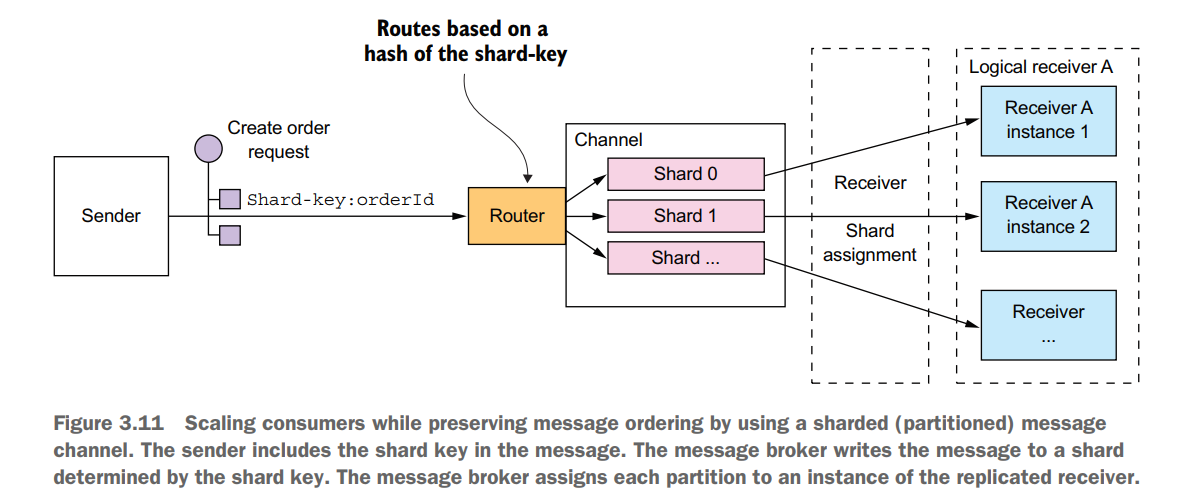 Routes based on a
hash of the shard-key
Create order
request
Sender
Shard-key:orderId
Router
Channel
Shard 0
Shard 1
Shard ...
Receiver
Shard
assignment
Logical receiver A
Receiver A
instance 1
Receiver A
instance 2
Receiver
...
Figure 3.11 Scaling consumers while preserving message ordering by using a sharded (partitioned) message
channel. The sender includes the shard key in the message. The message broker writes the message to a shard
determined by the shard key. The message broker assigns each partition to an instance of the replicated receiver.